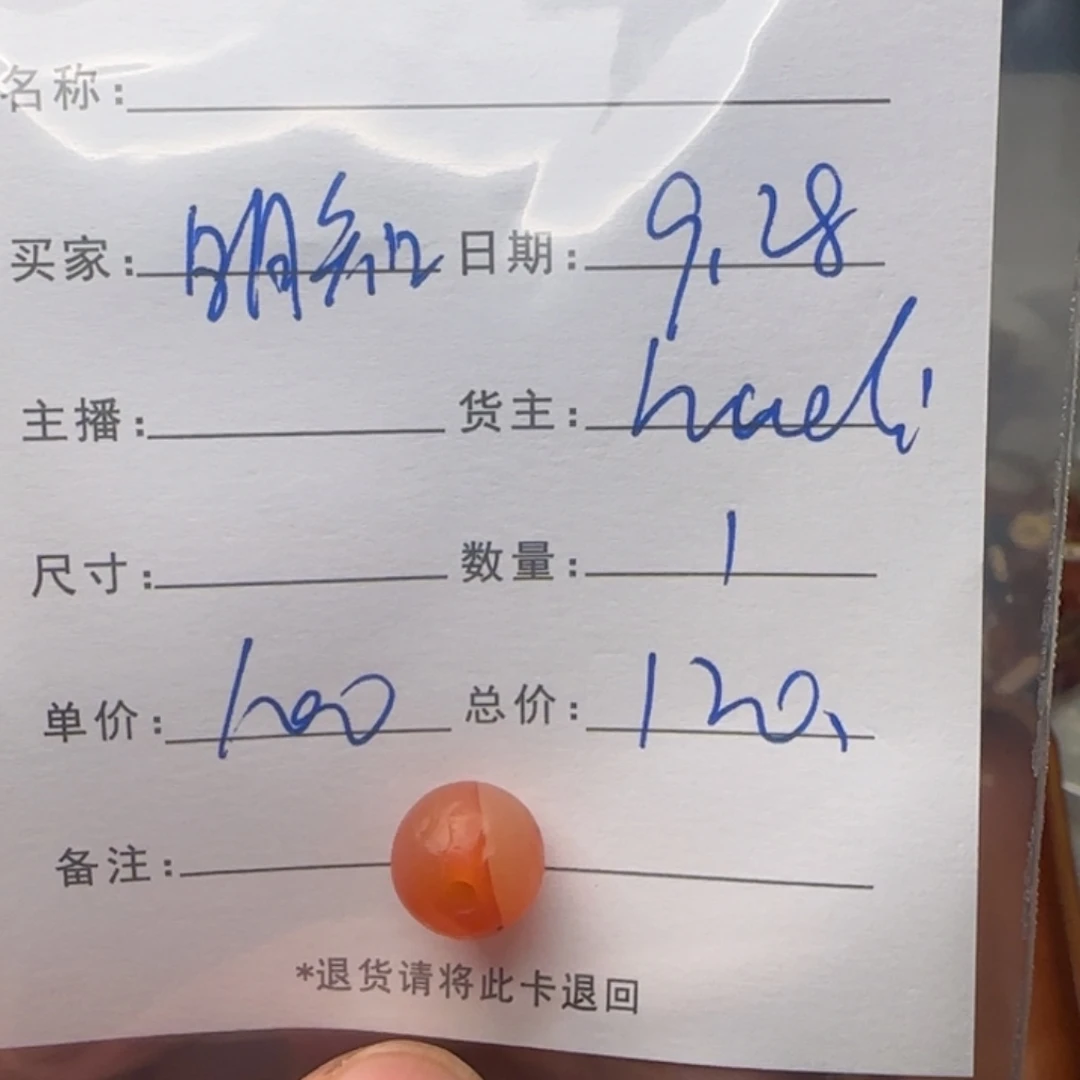 名称:
买家: 日期: 9.28
主播: 货主:
尺寸: 数量: 1
单价: 总价: 120
备注:
*退货请将此卡退回